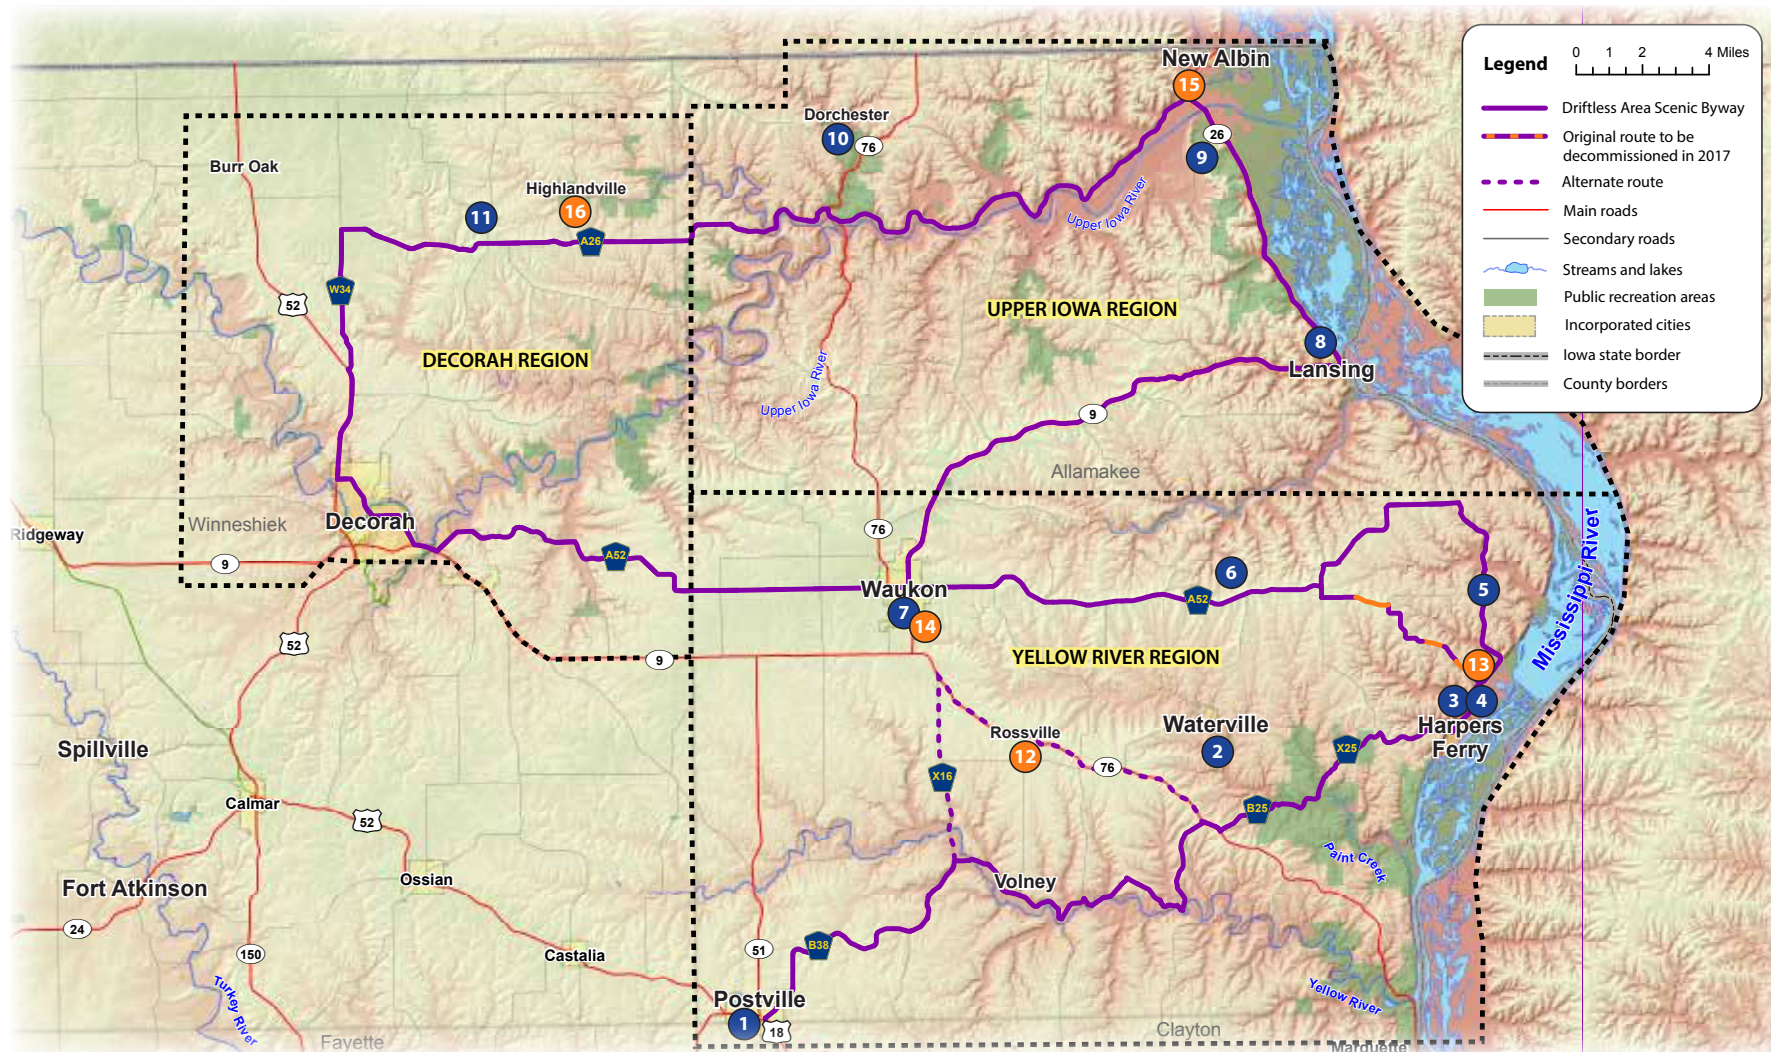 New Albin
15
Legend
0 1 2 4 Miles
Driftless Area Scenic Byway
Original route to be
decommissioned in 2017
Alternate route
Main roads
Secondary roads
Streams and lakes
Public recreation areas
Incorporated cities
Iowa state border
County borders
Dorchester
10
76
26
9
Burr Oak
Highlandville
11
16
A26
Upper Iowa River
W34
52
UPPER IOWA REGION
8
Lansing
DECORAH REGION
Upper Iowa River
9
Allamakee
Winneshiek
Decorah
Ridgeway
9
A52
76
Mississippi River
Waukon
7
14
6
A52
5
52
9
YELLOW RIVER REGION
13
3
4
Harpers
Ferry
Spillville
Rossville
12
Waterville
2
76
X25
X16
B25
Calmar
52
Paint Creek
Fort Atkinson
Ossian
Volney
24
150
Castalia
51
B38
Turkey River
Yellow River
Postville
1
18
Fayette
Clayton
Marquette